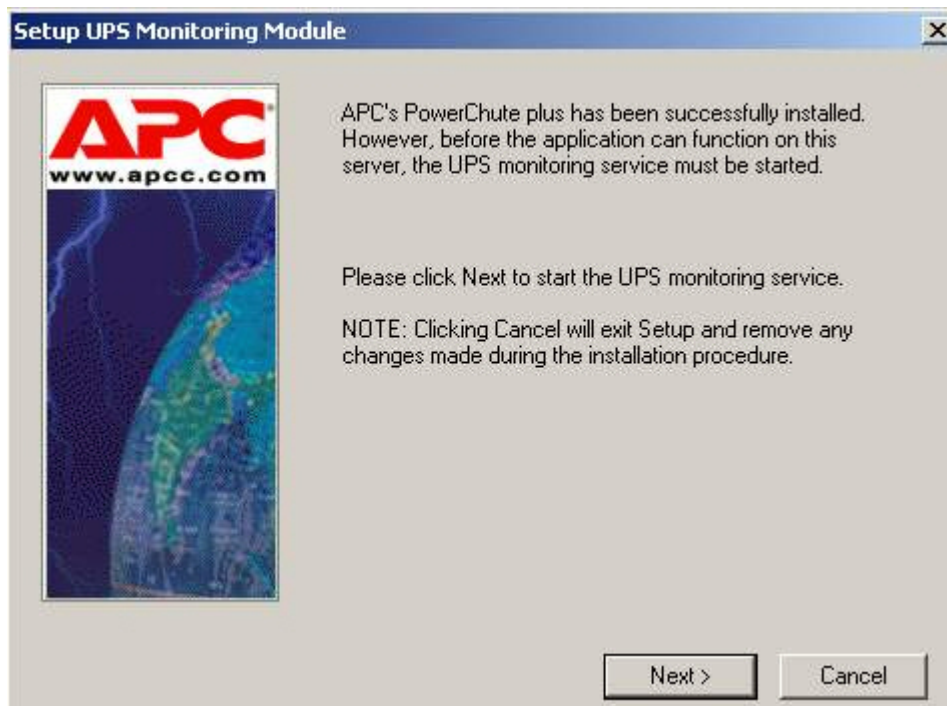 Setup UPS Monitoring Module
APC
www.apcc.com
APC's PowerChute plus has been successfully installed.
However, before the application can function on this
server, the UPS monitoring service must be started.
Please click Next to start the UPS monitoring service.
NOTE: Clicking Cancel will exit Setup and remove any
changes made during the installation procedure.
Next >
Cancel